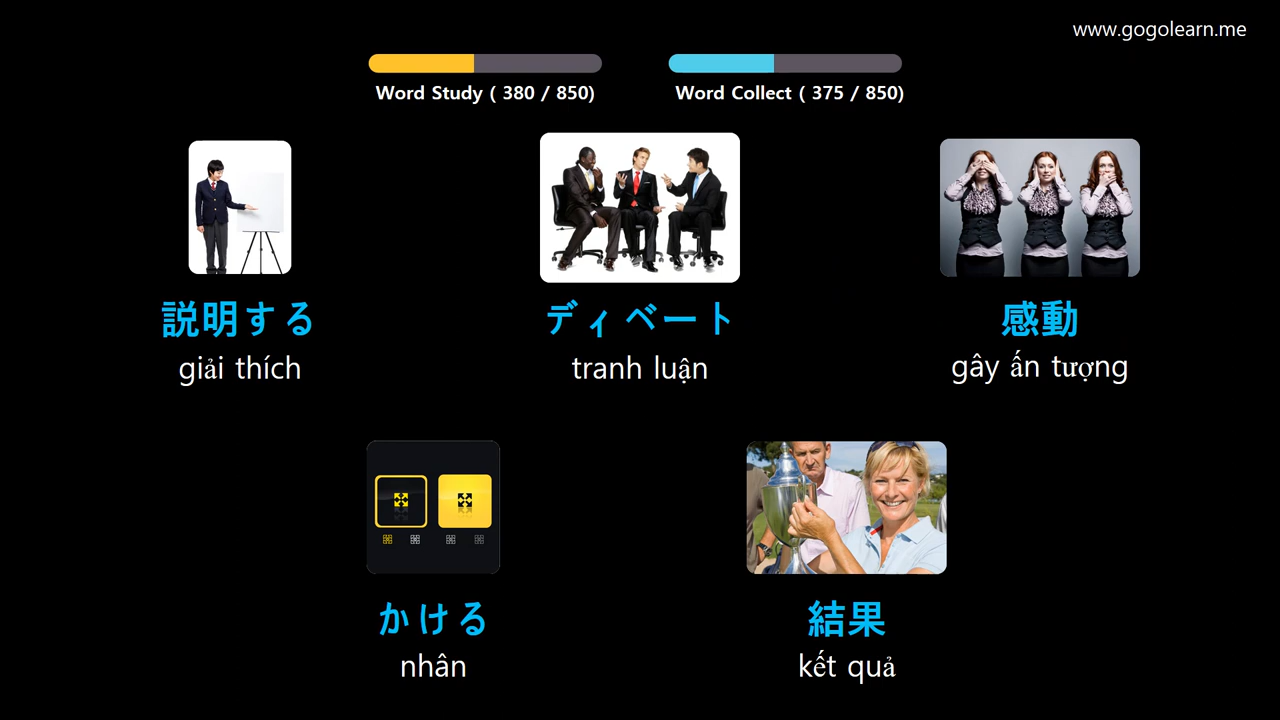 www.gogolearn.me
Word Study ( 380 / 850)
Word Collect ( 375 / 850)
説明する
giải thích
ディベート
tranh luận
感動
gây ấn tượng
かける
nhân
結果
kết quả